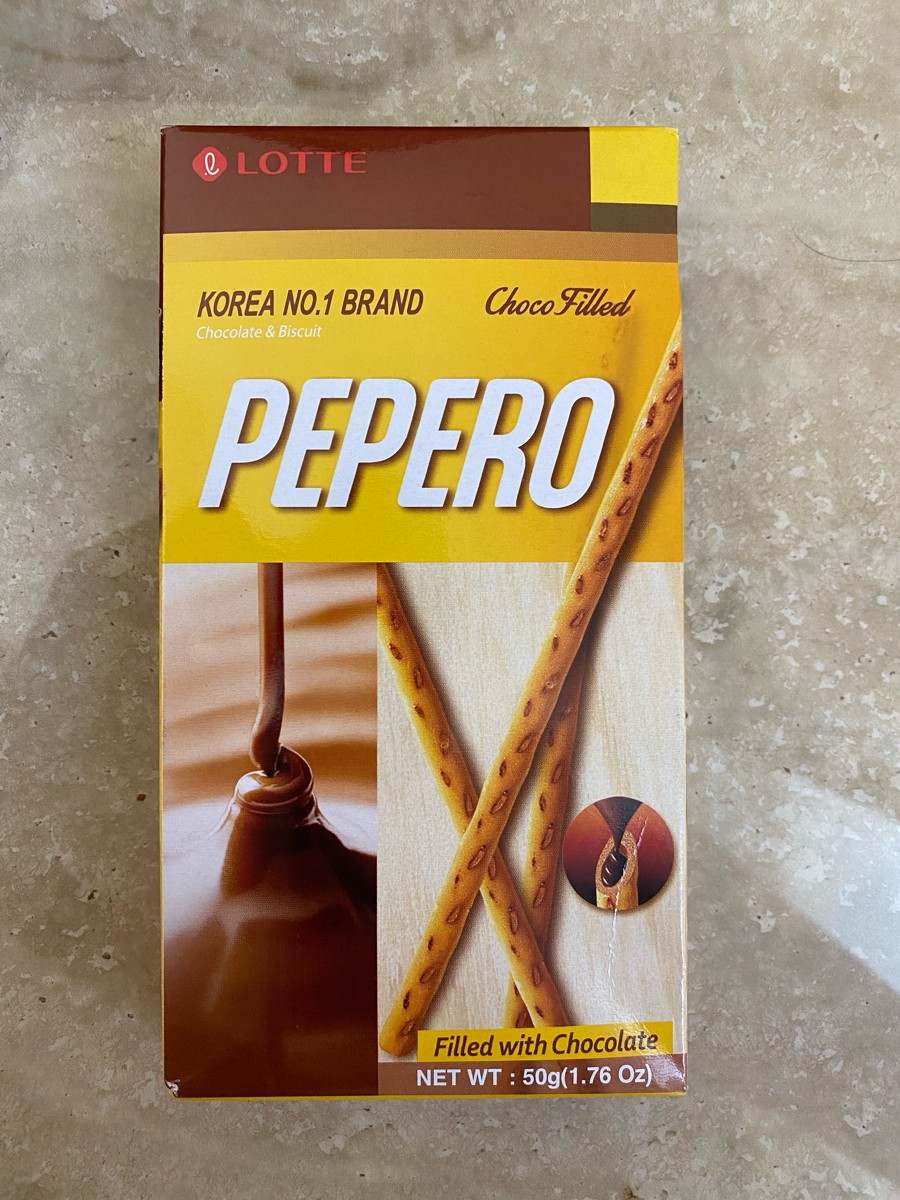 LOTTE
KOREA NO.1 BRAND
Choco Filled
Chocolate & Biscuit
PEPERO
Filled with Chocolate
NET WT : 50g(1.76 Oz)